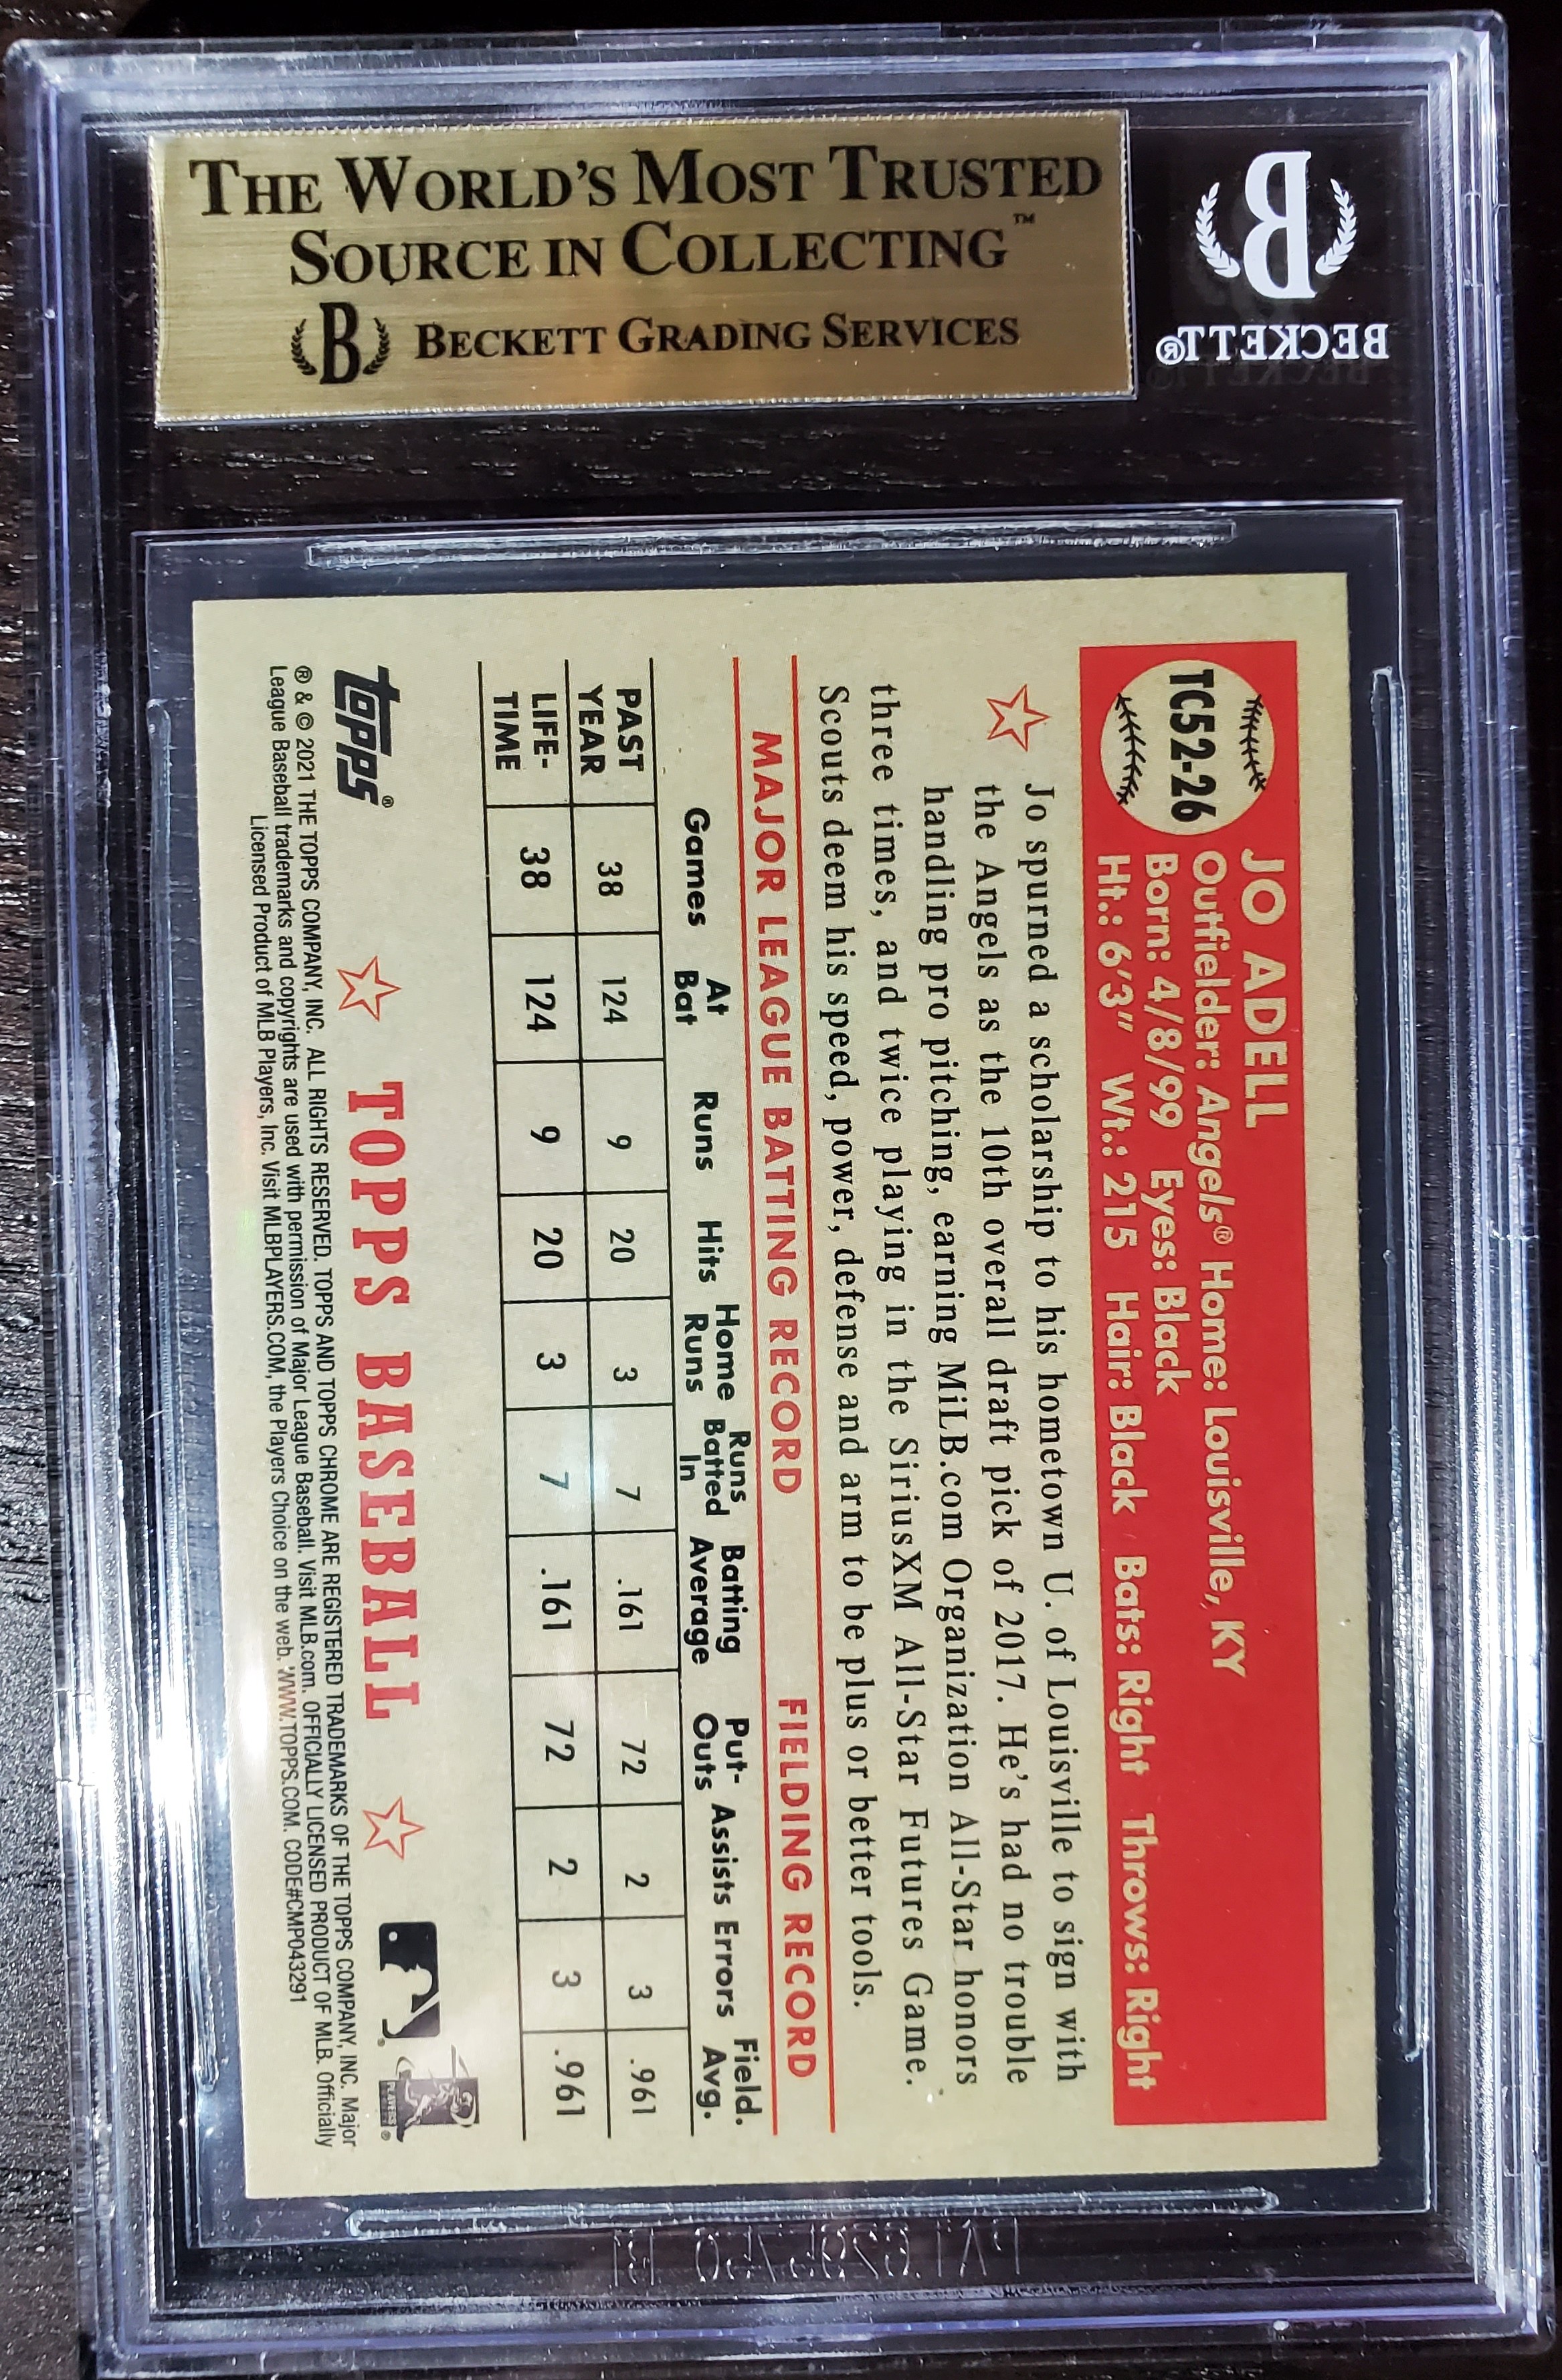 THE WORLD'S MOST TRUSTED
SOURCE IN COLLECTING™
B BECKETT GRADING SERVICES
B
BECKETT®
TC52-26
JO ADELL
Outfielder: Angels® Home: Louisville, KY
Born: 4/8/99 Eyes: Black
Ht.: 6'3" Wt.: 215 Hair: Black Bats: Right Throws: Right
Jo spurned a scholarship to his hometown U. of Louisville to sign with
the Angels as the 10th overall draft pick of 2017. He's had no trouble
handling pro pitching, earning MiLB.com Organization All-Star honors
three times, and twice playing in the SiriusXM All-Star Futures Game.
Scouts deem his speed, power, defense and arm to be plus or better tools.
MAJOR LEAGUE BATTING RECORD FIELDING RECORD
Games At Bat Runs Hits Home Runs Runs Batted In Batting Average Put-Outs Assists Errors Field. Avg.
PAST YEAR 38 124 9 20 3 7 .161 72 2 3 .961
LIFE-TIME 38 124 9 20 3 7 .161 72 2 3 .961
topps® TOPPS BASEBALL
® & © 2021 THE TOPPS COMPANY, INC. ALL RIGHTS RESERVED. TOPPS AND TOPPS CHROME ARE REGISTERED TRADEMARKS OF THE TOPPS COMPANY, INC. Major
League Baseball trademarks and copyrights are used with permission of Major League Baseball. Visit MLB.com. OFFICIALLY LICENSED PRODUCT OF MLB. Officially
Licensed Product of MLB Players, Inc. Visit MLBPLAYERS.COM, the Players Choice on the web. WWW.TOPPS.COM. CODE#CMP043291